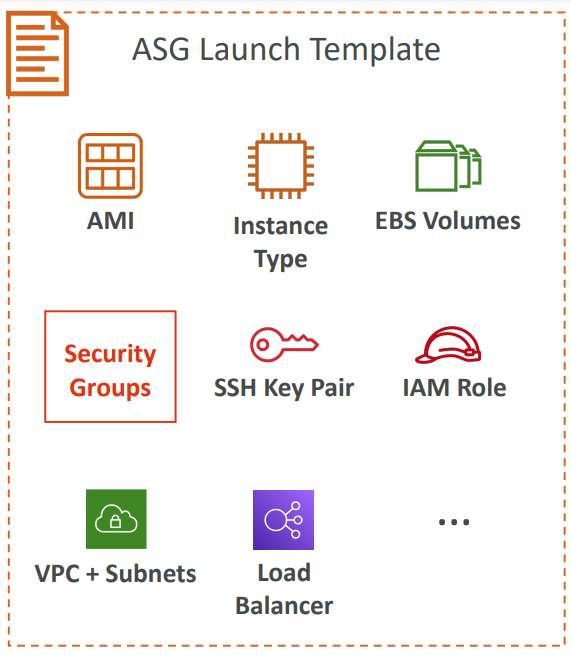 ASG Launch Template
AMI
Instance
Type
EBS Volumes
Security
Groups
SSH Key Pair
IAM Role
VPC + Subnets
Load
Balancer
...